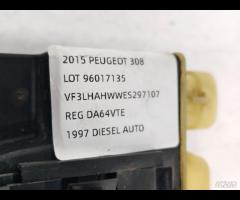 2015 PEUGEOT 308
LOT 96017135
VF3LHAHWWES297107
REG DA64VTE
1997 DIESEL AUTO